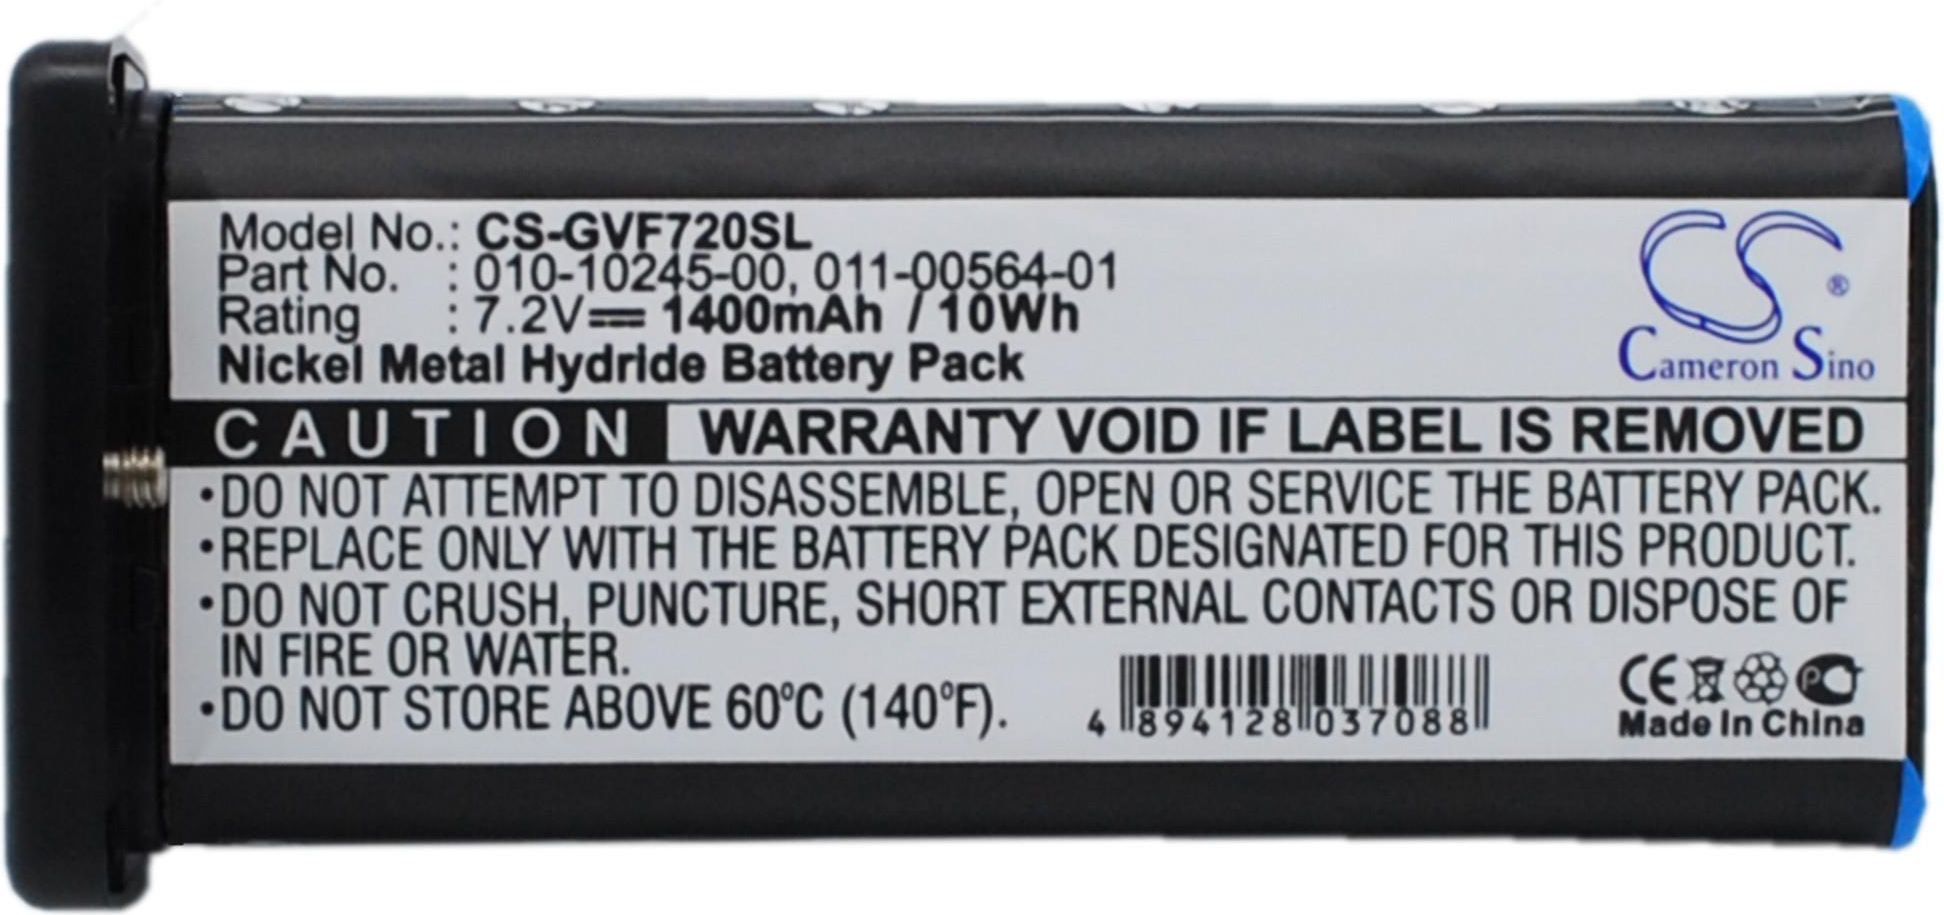 Model No.: CS-GVF720SL
Part No. : 010-10245-00, 011-00564-01
Rating : 7.2V⎓ 1400mAh / 10Wh
Nickel Metal Hydride Battery Pack
CS®
Cameron Sino
CAUTION WARRANTY VOID IF LABEL IS REMOVED
•DO NOT ATTEMPT TO DISASSEMBLE, OPEN OR SERVICE THE BATTERY PACK.
•REPLACE ONLY WITH THE BATTERY PACK DESIGNATED FOR THIS PRODUCT.
•DO NOT CRUSH, PUNCTURE, SHORT EXTERNAL CONTACTS OR DISPOSE OF
IN FIRE OR WATER.
•DO NOT STORE ABOVE 60°C (140°F).
4 894128 037088
CE PC
Made In China